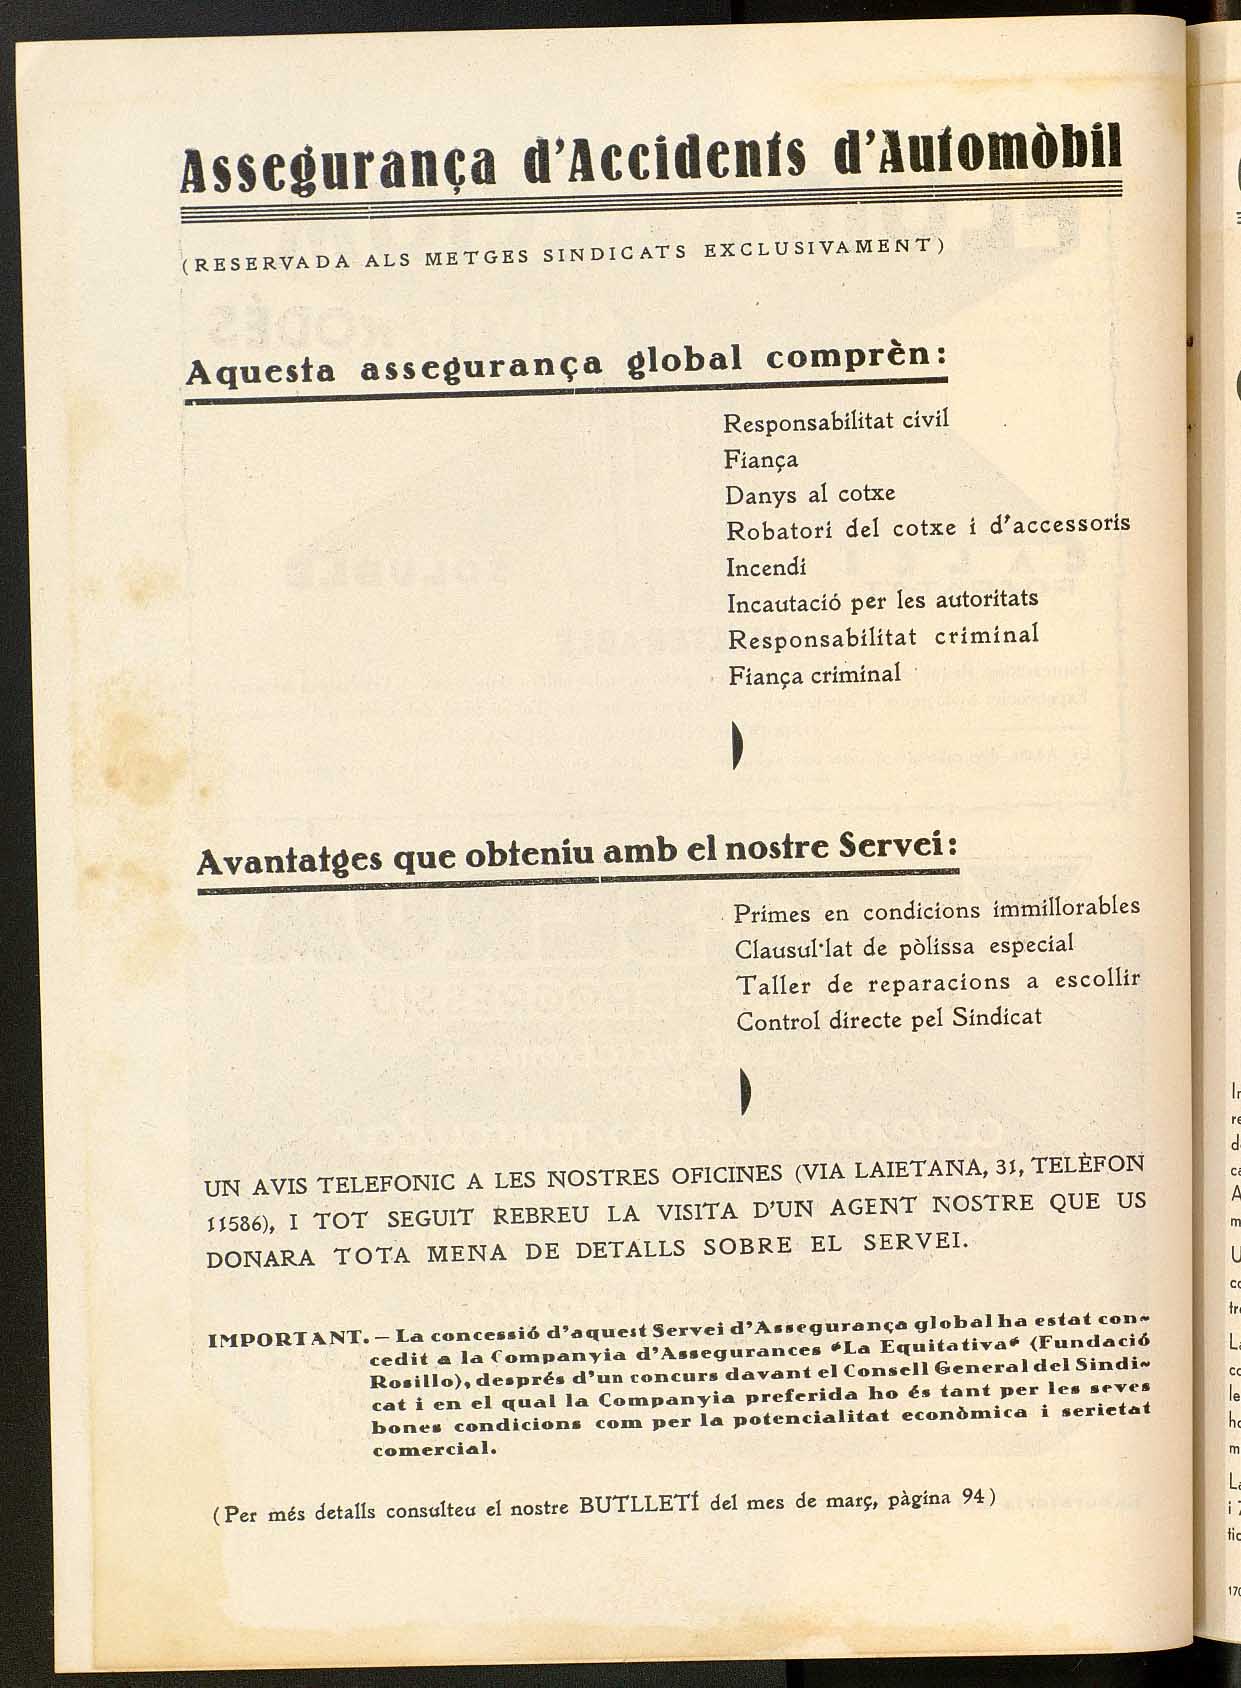 Assegurança d'Accidents d'Automòbil
(RESERVADA ALS METGES SINDICATS EXCLUSIVAMENT)
Aquesta assegurança global comprèn:
Responsabilitat civil
Fiança
Danys al cotxe
Robatori del cotxe i d'accessoris
Incendi
Incautació per les autoritats
Responsabilitat criminal
Fiança criminal
Avantatges que obteniu amb el nostre Servei:
Primes en condicions immillorables
Clausul·lat de pòlissa especial
Taller de reparacions a escollir
Control directe pel Sindicat
UN AVIS TELEFONIC A LES NOSTRES OFICINES (VIA LAIETANA, 31, TELÈFON
11586), I TOT SEGUIT REBREU LA VISITA D'UN AGENT NOSTRE QUE US
DONARA TOTA MENA DE DETALLS SOBRE EL SERVEI.
IMPORTANT. — La concessió d'aquest Servei d'Assegurança global ha estat con-
cedit a la Companyia d'Assegurances "La Equitativa" (Fundació
Rosillo), després d'un concurs davant el Consell General del Sindi-
cat i en el qual la Companyia preferida ho és tant per les seves
bones condicions com per la potencialitat econòmica i serietat
comercial.
(Per més detalls consulteu el nostre BUTLLETÍ del mes de març, pàgina 94)